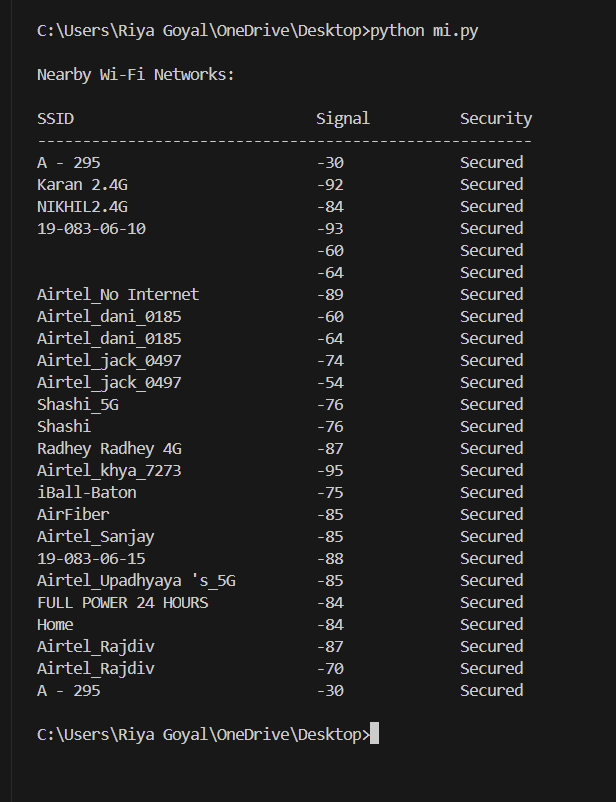 C:\Users\Riya Goyal\OneDrive\Desktop>python mi.py
Nearby Wi-Fi Networks:
SSID Signal Security
-------------------------------------------------------
A - 295 -30 Secured
Karan 2.4G -92 Secured
NIKHIL2.4G -84 Secured
19-083-06-10 -93 Secured
-60 Secured
-64 Secured
Airtel_No Internet -89 Secured
Airtel_dani_0185 -60 Secured
Airtel_dani_0185 -64 Secured
Airtel_jack_0497 -74 Secured
Airtel_jack_0497 -54 Secured
Shashi_5G -76 Secured
Shashi -76 Secured
Radhey Radhey 4G -87 Secured
Airtel_khya_7273 -95 Secured
iBall-Baton -75 Secured
AirFiber -85 Secured
Airtel_Sanjay -85 Secured
19-083-06-15 -88 Secured
Airtel_Upadhyaya 's_5G -85 Secured
FULL POWER 24 HOURS -84 Secured
Home -84 Secured
Airtel_Rajdiv -87 Secured
Airtel_Rajdiv -70 Secured
A - 295 -30 Secured
C:\Users\Riya Goyal\OneDrive\Desktop>